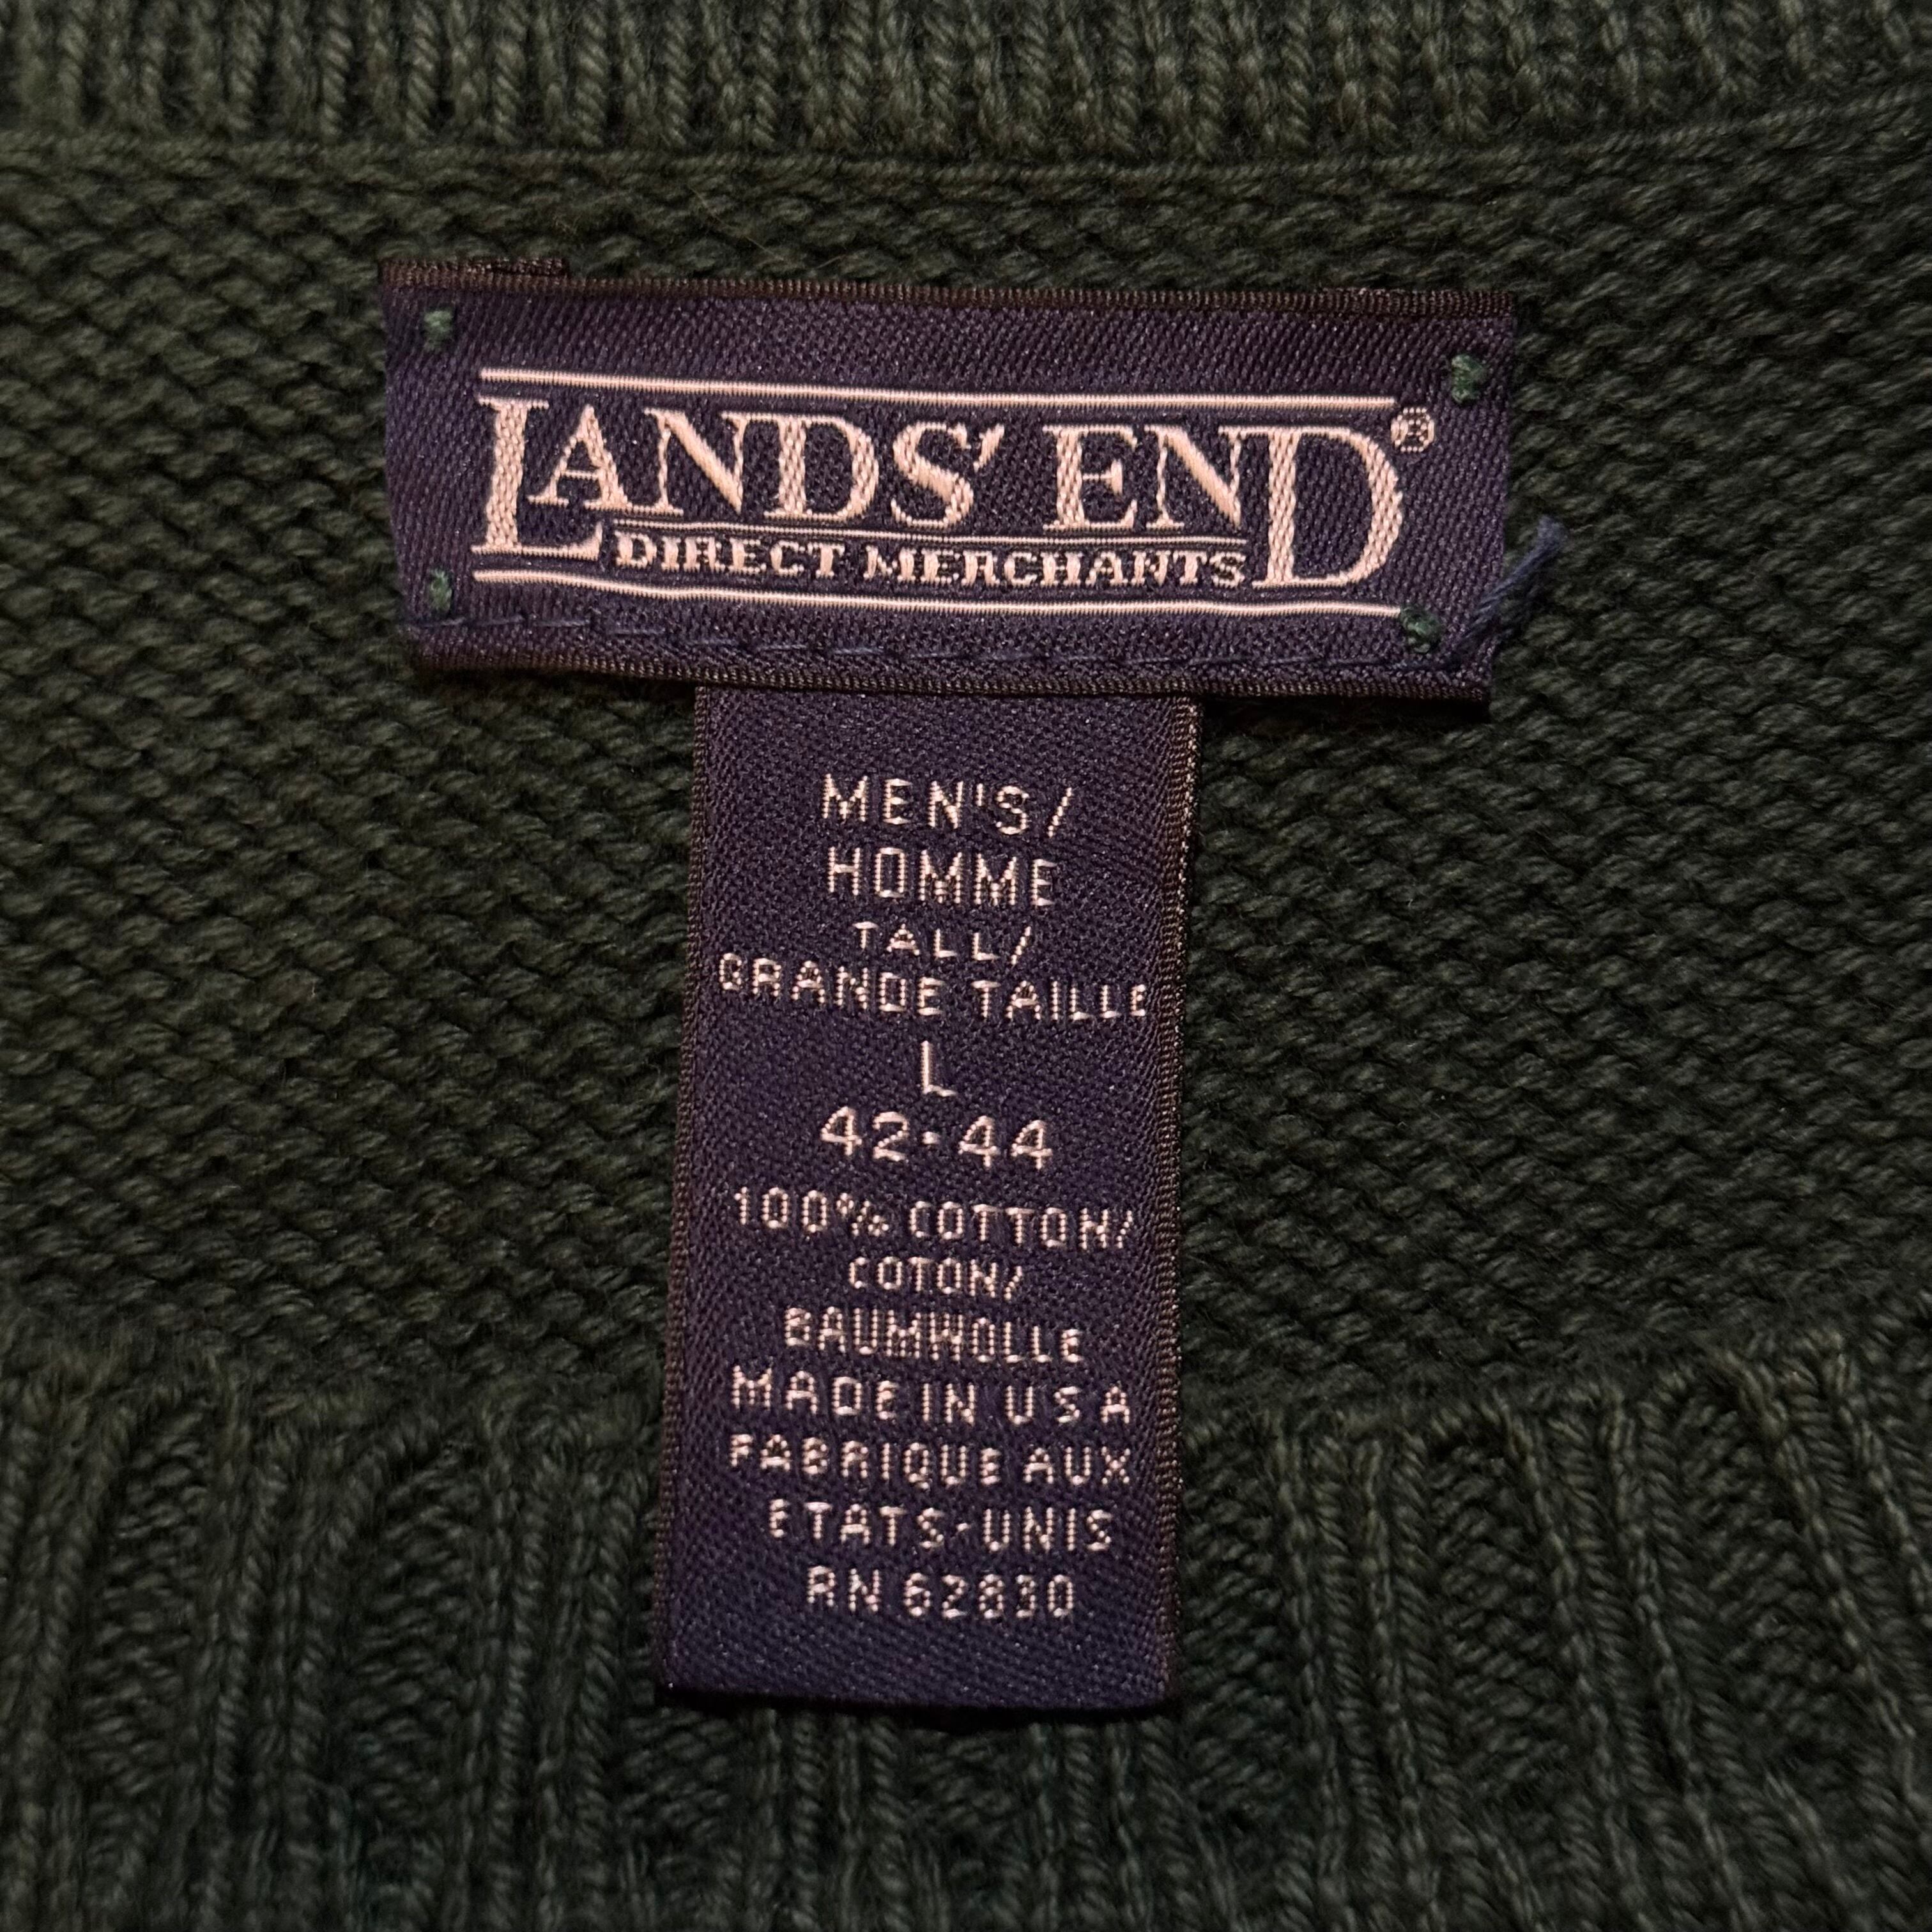 LANDS' END®
DIRECT MERCHANTS
MEN'S/
HOMME
TALL/
GRANDE TAILLE
L
42-44
100% COTTON/
COTON/
BAUMWOLLE
MADE IN USA
FABRIQUE AUX
ETATS-UNIS
RN 62830